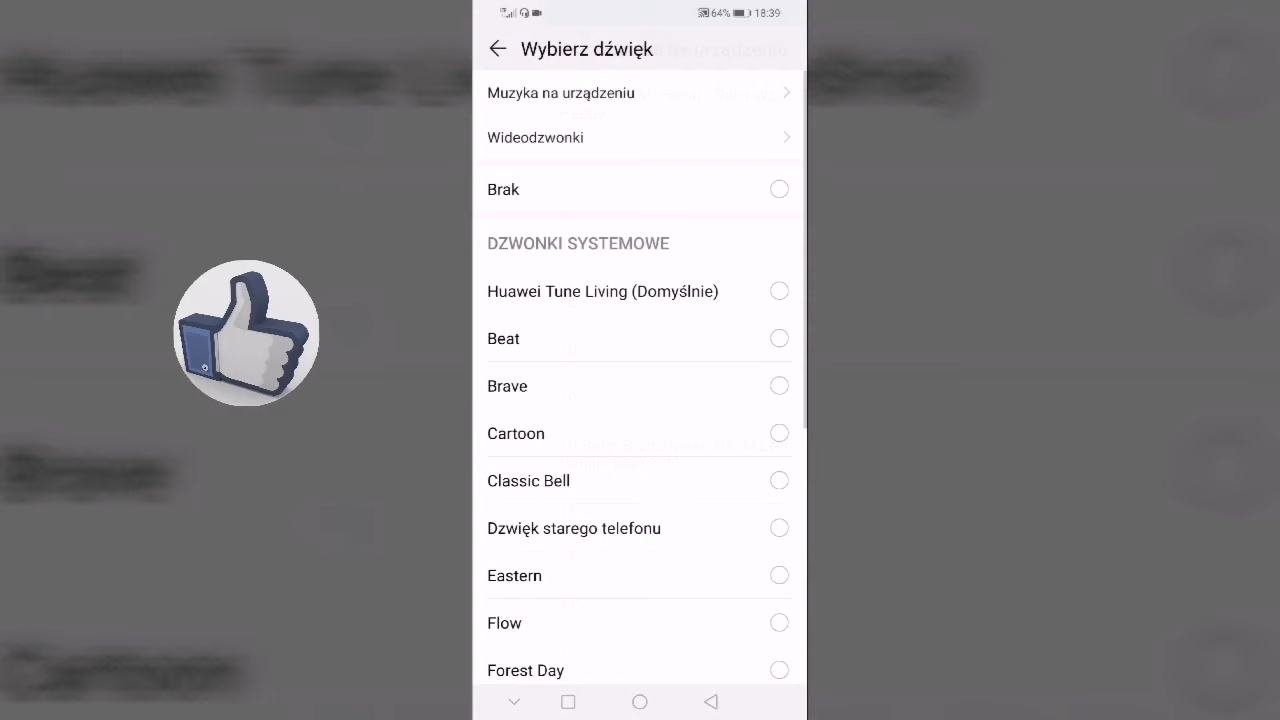 64% 18:39
Wybierz dźwięk
Muzyka na urządzeniu
Wideodzwonki
Brak
DZWONKI SYSTEMOWE
Huawei Tune Living (Domyślnie)
Beat
Brave
Cartoon
Classic Bell
Dzwięk starego telefonu
Eastern
Flow
Forest Day